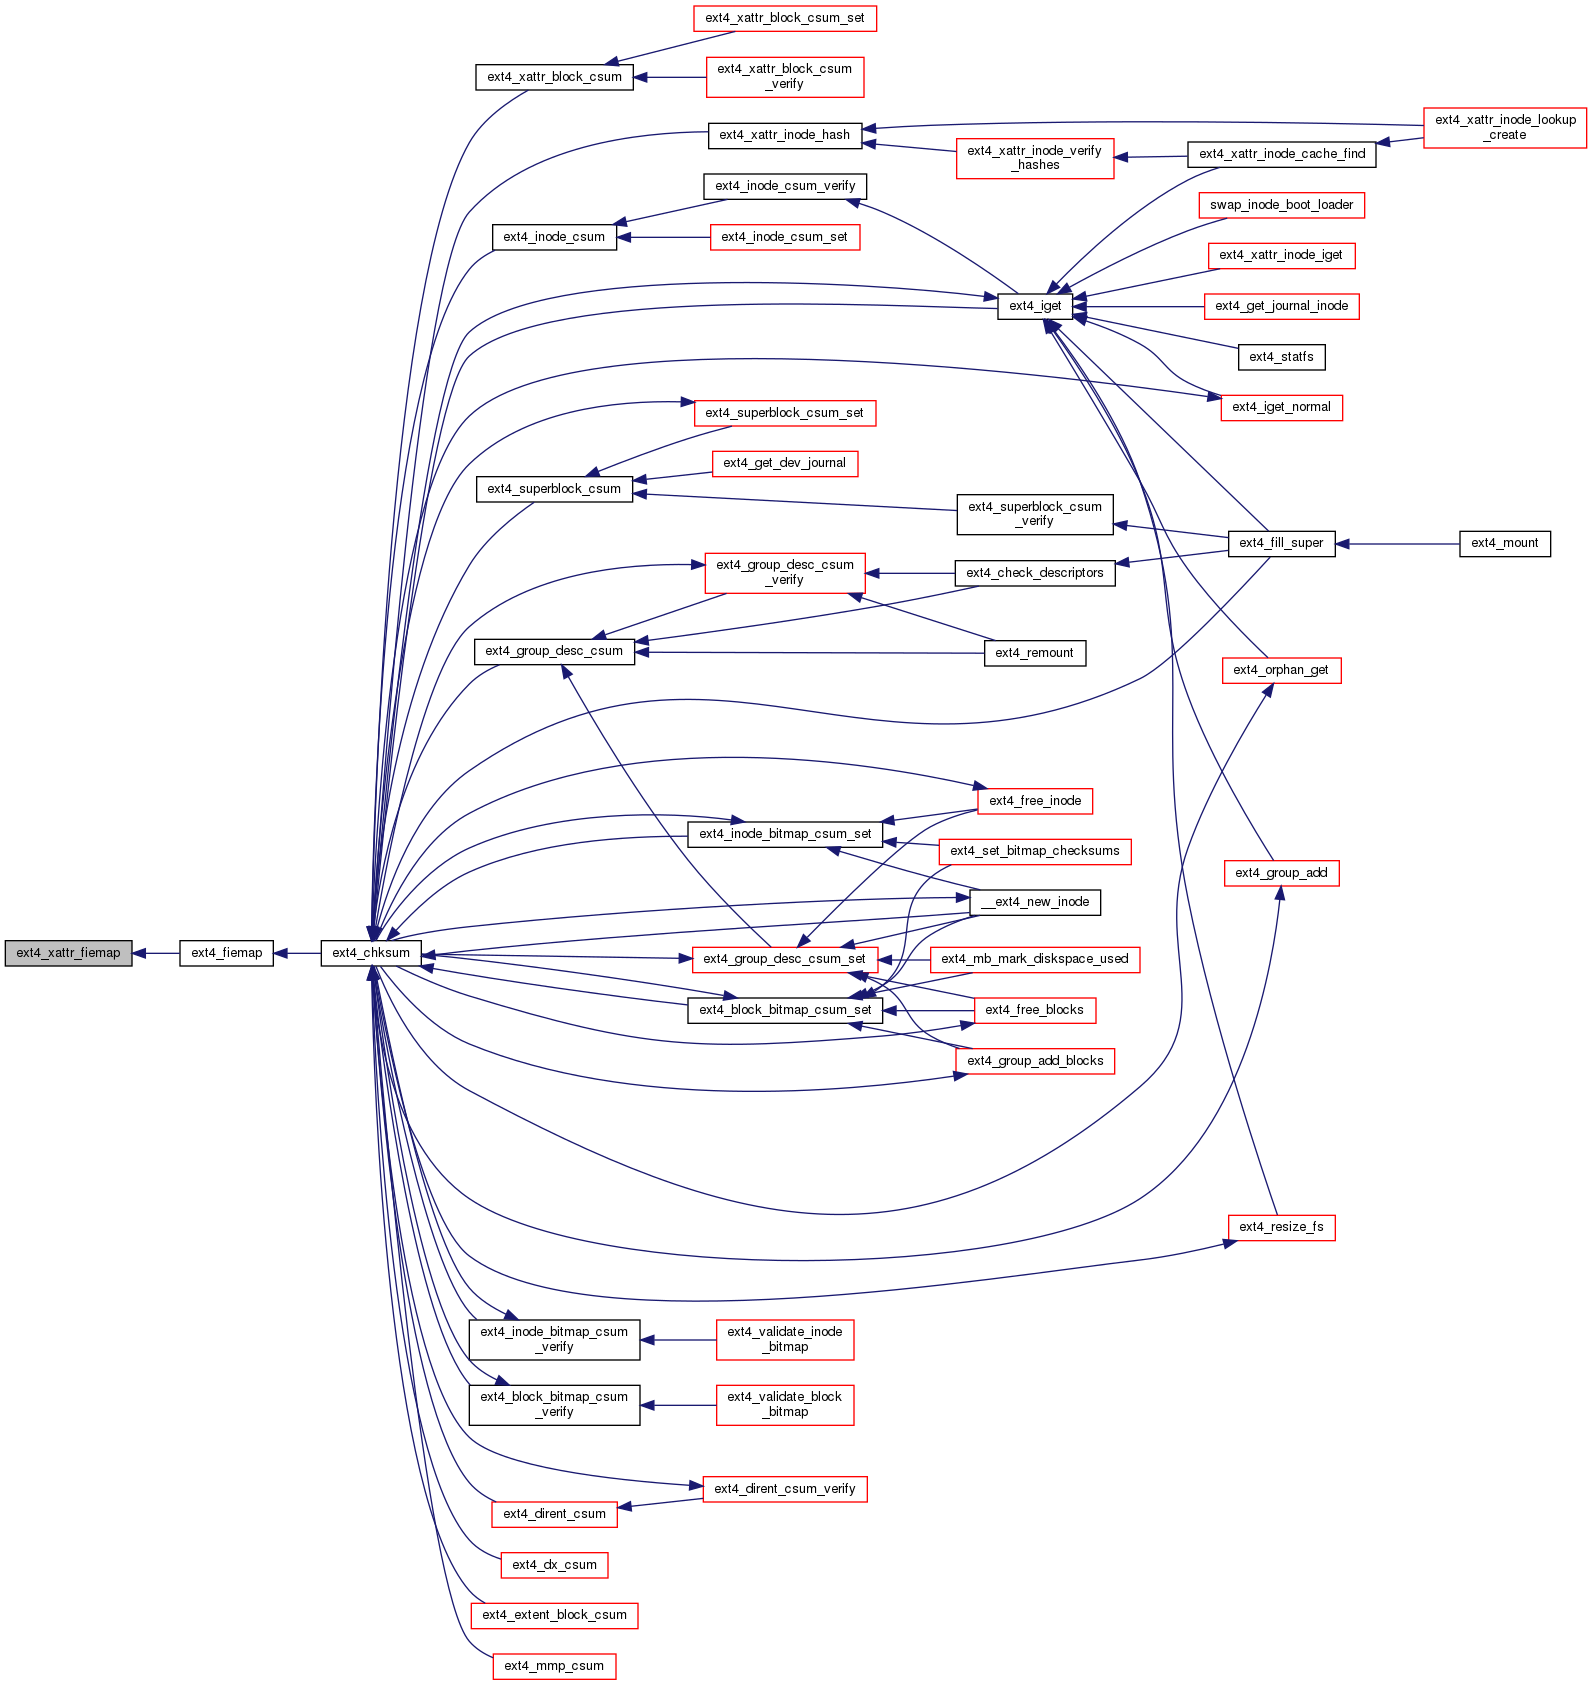 ext4_xattr_block_csum_set
ext4_xattr_block_csum
ext4_xattr_block_csum
_verify
ext4_xattr_inode_hash
ext4_xattr_inode_lookup
_create
ext4_xattr_inode_verify
_hashes
ext4_xattr_inode_cache_find
ext4_inode_csum_verify
swap_inode_boot_loader
ext4_inode_csum
ext4_inode_csum_set
ext4_xattr_inode_iget
ext4_iget
ext4_get_journal_inode
ext4_statfs
ext4_iget_normal
ext4_superblock_csum_set
ext4_get_dev_journal
ext4_superblock_csum
ext4_superblock_csum
_verify
ext4_fill_super
ext4_mount
ext4_group_desc_csum
_verify
ext4_check_descriptors
ext4_group_desc_csum
ext4_remount
ext4_orphan_get
ext4_free_inode
ext4_inode_bitmap_csum_set
ext4_set_bitmap_checksums
ext4_group_add
__ext4_new_inode
ext4_xattr_fiemap
ext4_fiemap
ext4_chksum
ext4_group_desc_csum_set
ext4_mb_mark_diskspace_used
ext4_block_bitmap_csum_set
ext4_free_blocks
ext4_group_add_blocks
ext4_resize_fs
ext4_inode_bitmap_csum
_verify
ext4_validate_inode
_bitmap
ext4_block_bitmap_csum
_verify
ext4_validate_block
_bitmap
ext4_dirent_csum_verify
ext4_dirent_csum
ext4_dx_csum
ext4_extent_block_csum
ext4_mmp_csum